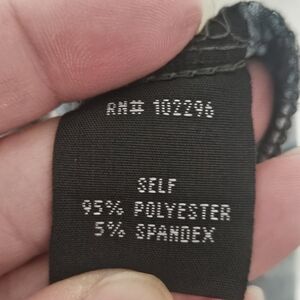 RN# 102296
SELF
95% POLYESTER
5% SPANDEX